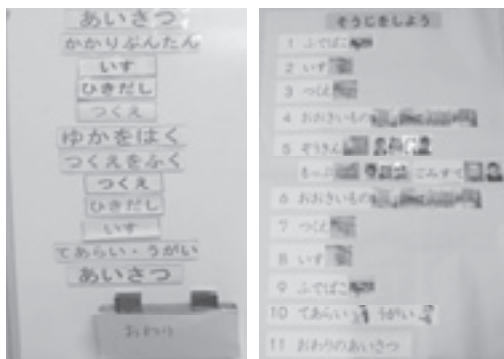 あいさつ
かかりぶんたん
いす
ひきだし
つくえ
ゆかをはく
つくえをふく
つくえ
ひきだし
いす
てあらい・うがい
あいさつ
おわり
そうじをしよう
1 ふでばこ
2 いす
3 つくえ
4 おおきいもの
5 ぞうきん
もっぷ ごみすて
6 おおきいもの
7 つくえ
8 いす
9 ふでばこ
10 てあらい うがい
11 おわりのあいさつ